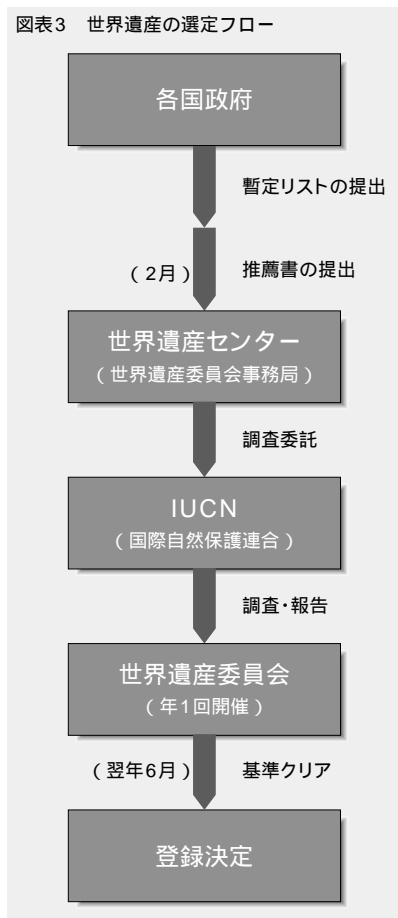 図表3　世界遺産の選定フロー
各国政府
暫定リストの提出
（2月）　推薦書の提出
世界遺産センター
（世界遺産委員会事務局）
調査委託
IUCN
（国際自然保護連合）
調査・報告
世界遺産委員会
（年1回開催）
（翌年6月）　基準クリア
登録決定